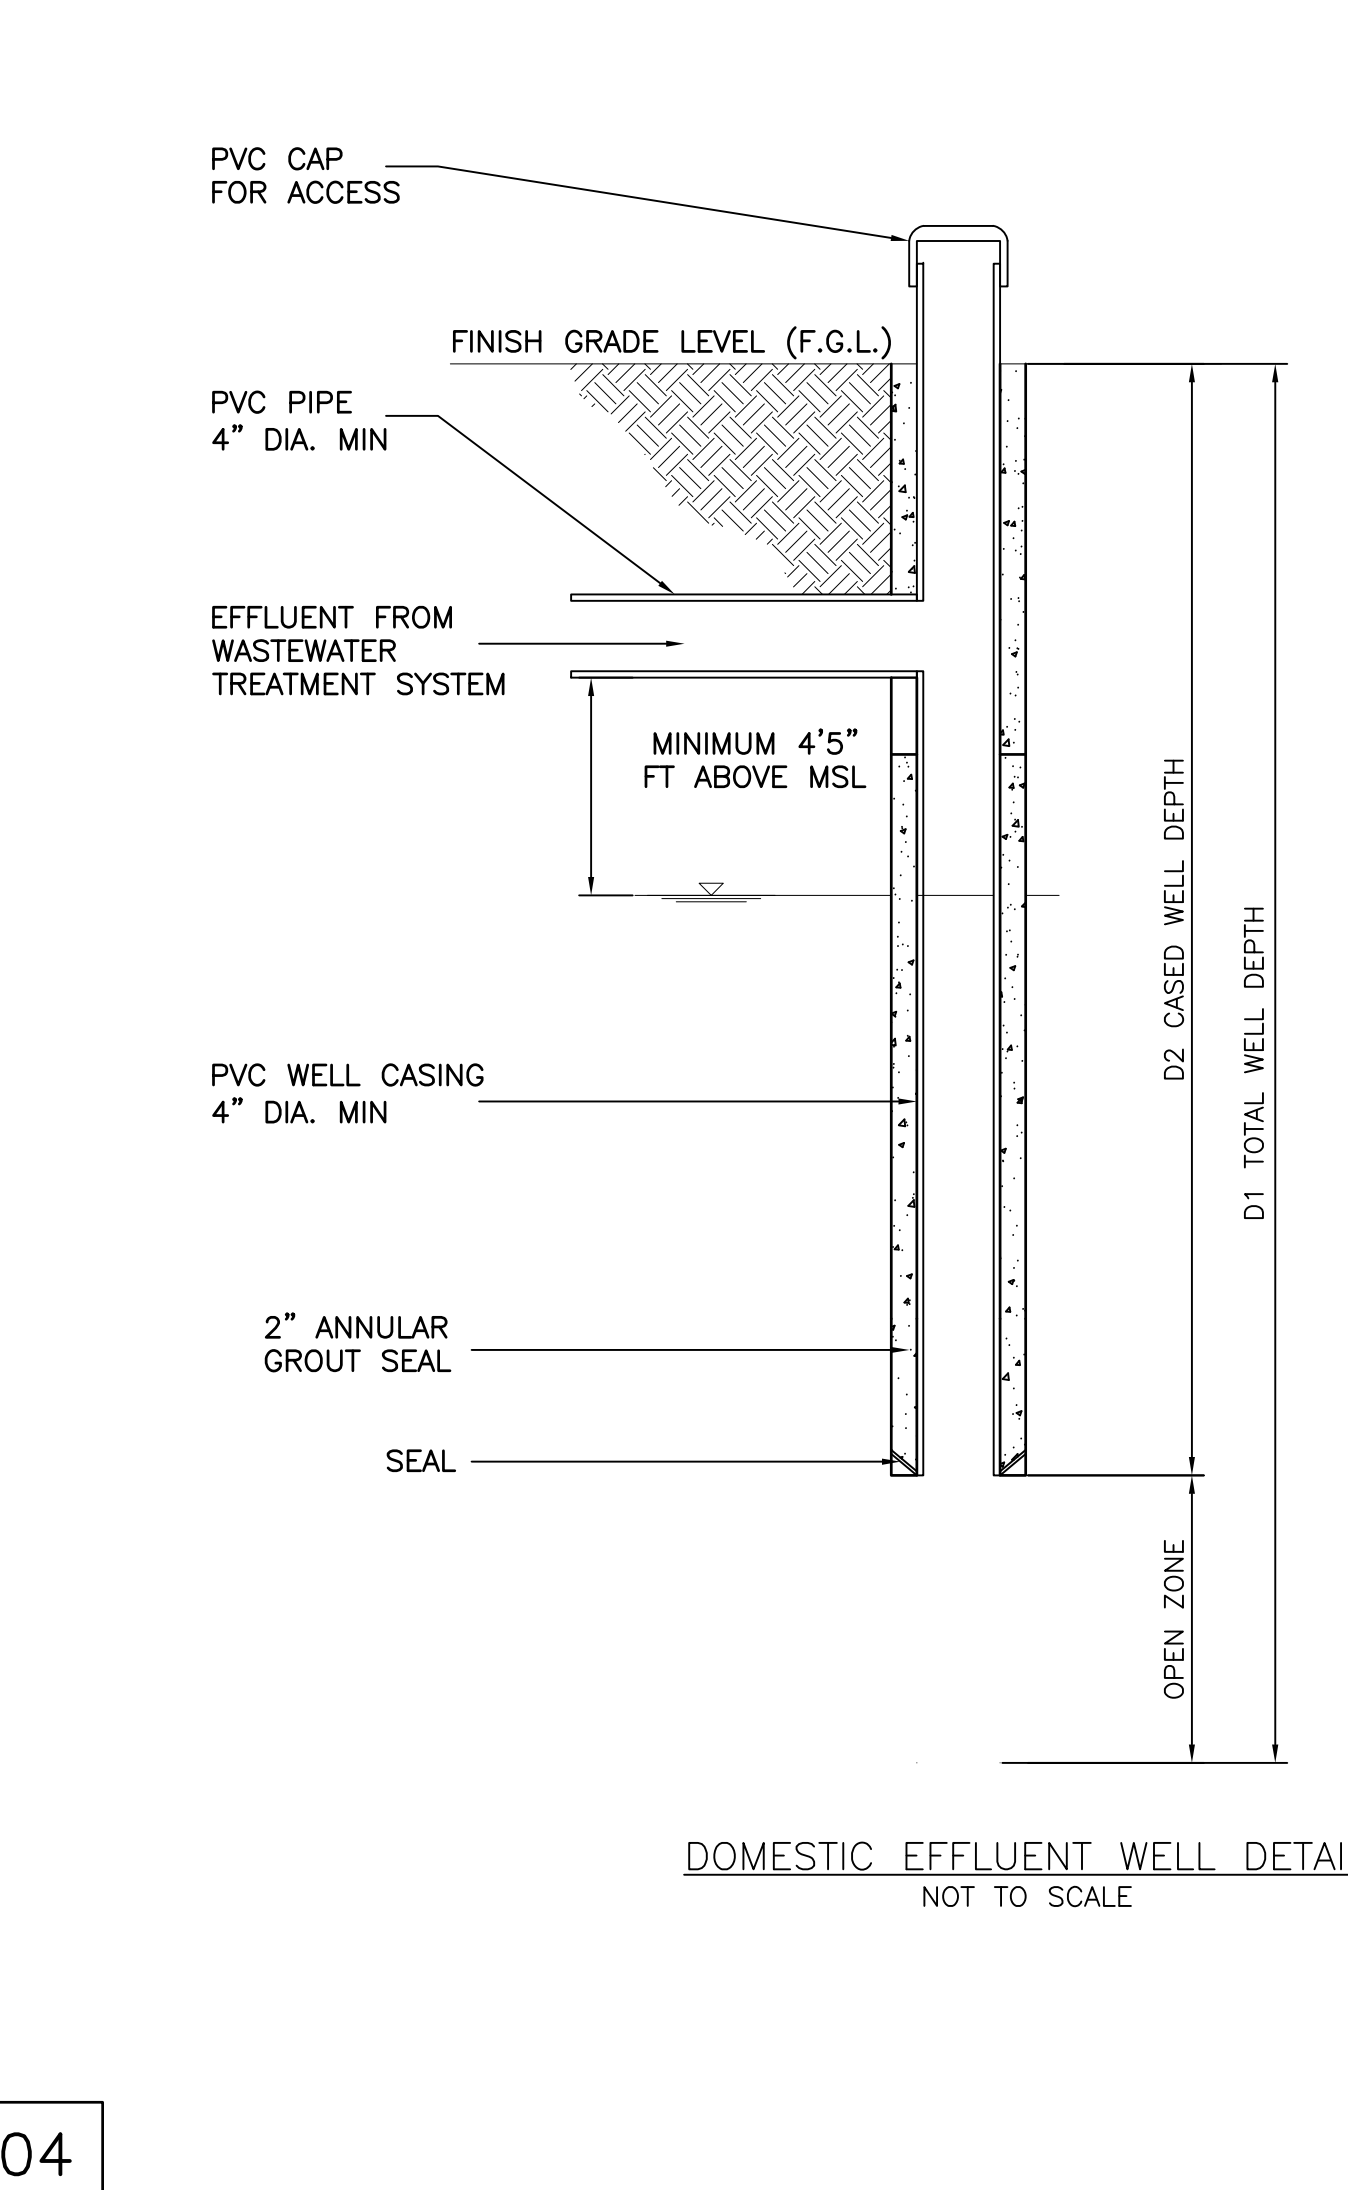 PVC CAP
FOR ACCESS
FINISH GRADE LEVEL (F.G.L.)
PVC PIPE
4" DIA. MIN
EFFLUENT FROM
WASTEWATER
TREATMENT SYSTEM
MINIMUM 4'5"
FT ABOVE MSL
D2 CASED WELL DEPTH
D1 TOTAL WELL DEPTH
PVC WELL CASING
4" DIA. MIN
2" ANNULAR
GROUT SEAL
SEAL
OPEN ZONE
DOMESTIC EFFLUENT WELL DETAI
NOT TO SCALE
04